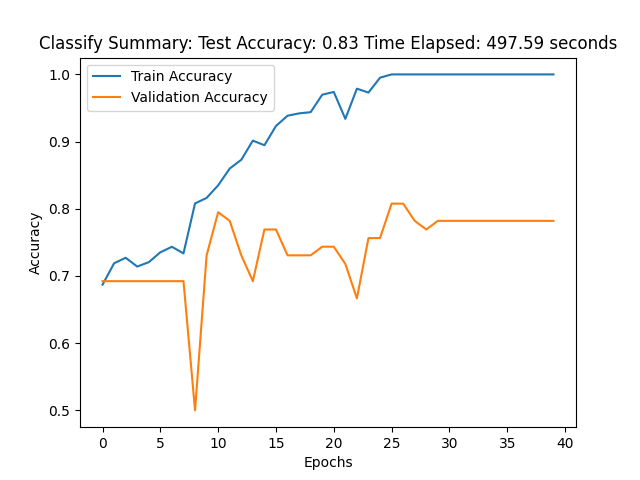 Classify Summary: Test Accuracy: 0.83 Time Elapsed: 497.59 seconds
Train Accuracy
Validation Accuracy
1.0
0.9
0.8
0.7
0.6
0.5
Accuracy
0 5 10 15 20 25 30 35 40
Epochs